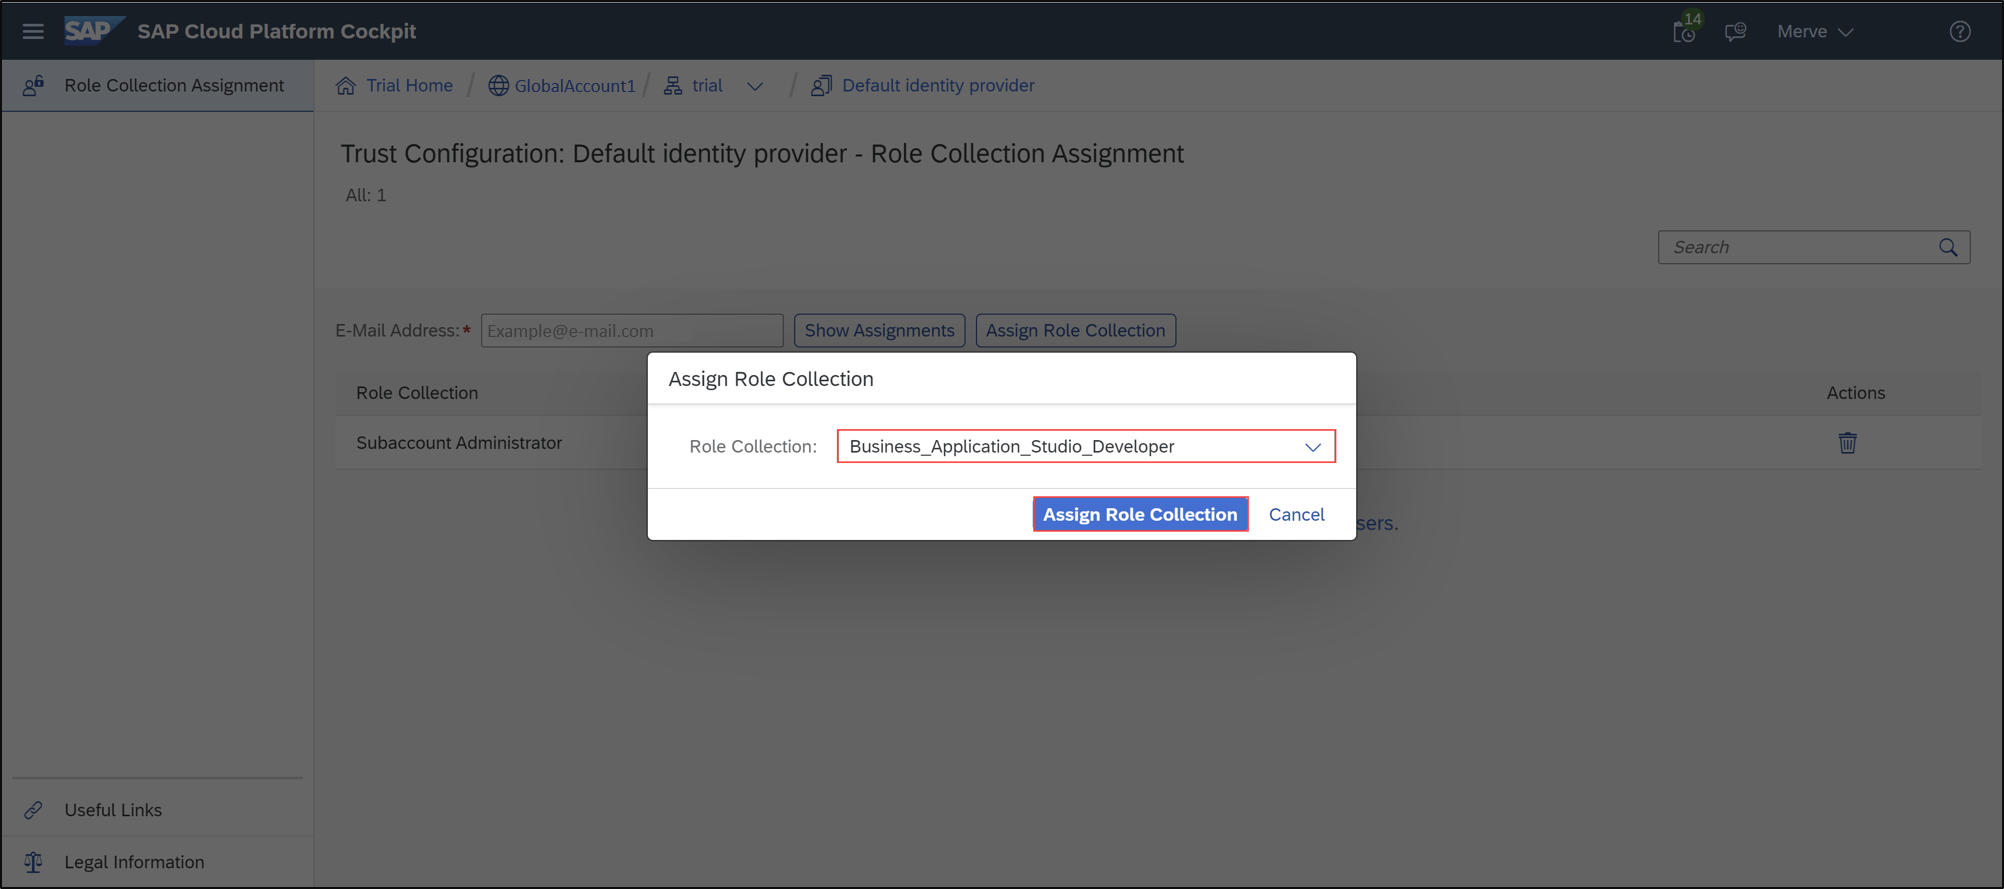 SAP SAP Cloud Platform Cockpit 14 Merve
Role Collection Assignment
Trial Home / GlobalAccount1 / trial / Default identity provider
Trust Configuration: Default identity provider - Role Collection Assignment
All: 1
Search
E-Mail Address:* Example@e-mail.com Show Assignments Assign Role Collection
Role Collection Actions
Subaccount Administrator
Assign Role Collection
Role Collection: Business_Application_Studio_Developer
Assign Role Collection Cancel
sers.
Useful Links
Legal Information